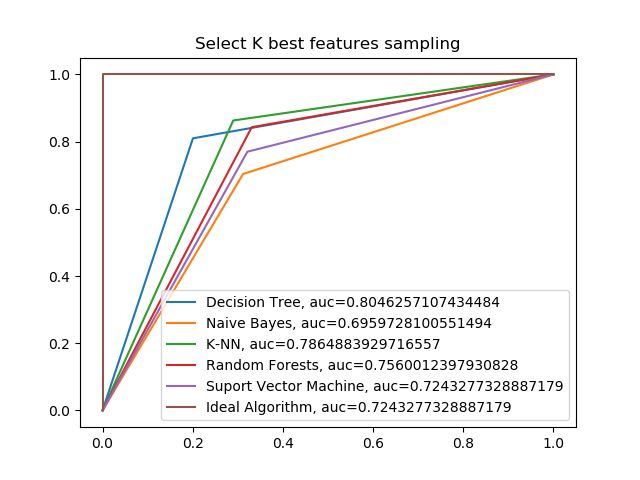 Select K best features sampling
1.0
0.8
0.6
0.4
0.2
0.0
Decision Tree, auc=0.8046257107434484
Naive Bayes, auc=0.6959728100551494
K-NN, auc=0.7864883929716557
Random Forests, auc=0.7560012397930828
Suport Vector Machine, auc=0.7243277328887179
Ideal Algorithm, auc=0.7243277328887179
0.0 0.2 0.4 0.6 0.8 1.0